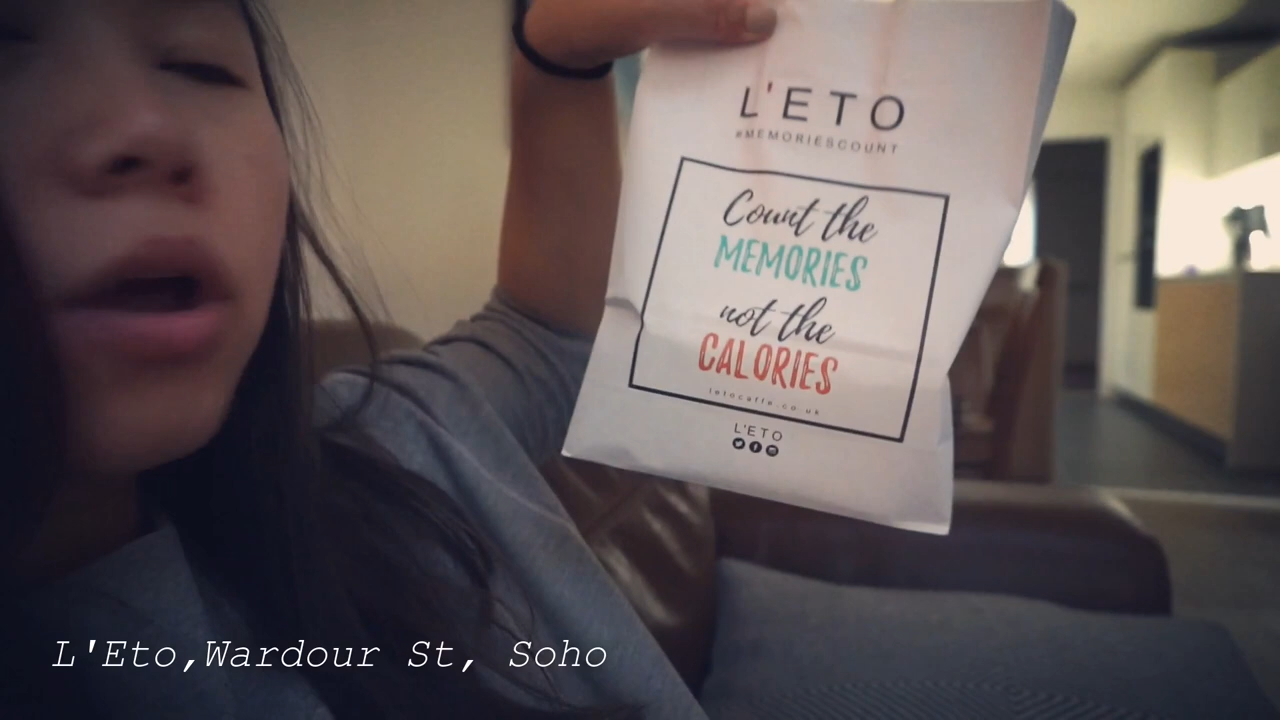 L'ETO
#MEMORIESCOUNT
Count the
MEMORIES
not the
CALORIES
letocaffe.co.uk
L'ETO
L'Eto,Wardour St, Soho